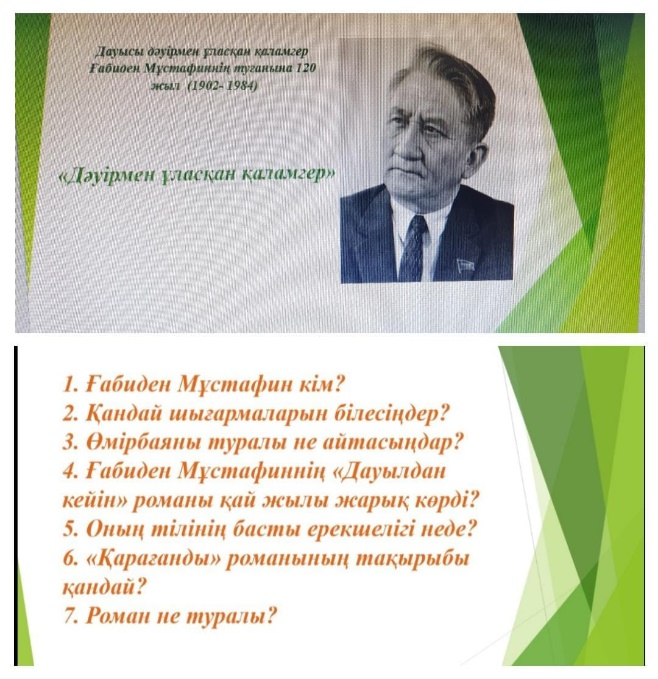 Дауысы дәуірмен ұласқан қаламгер
Ғабиден Мұстафиннің туғанына 120
жыл (1902- 1984)
«Дәуірмен ұласқан қаламгер»
1. Ғабиден Мұстафин кім?
2. Қандай шығармаларын білесіңдер?
3. Өмірбаяны туралы не айтасыңдар?
4. Ғабиден Мұстафиннің «Дауылдан
кейін» романы қай жылы жарық көрді?
5. Оның тілінің басты ерекшелігі неде?
6. «Қарағанды» романының тақырыбы
қандай?
7. Роман не туралы?